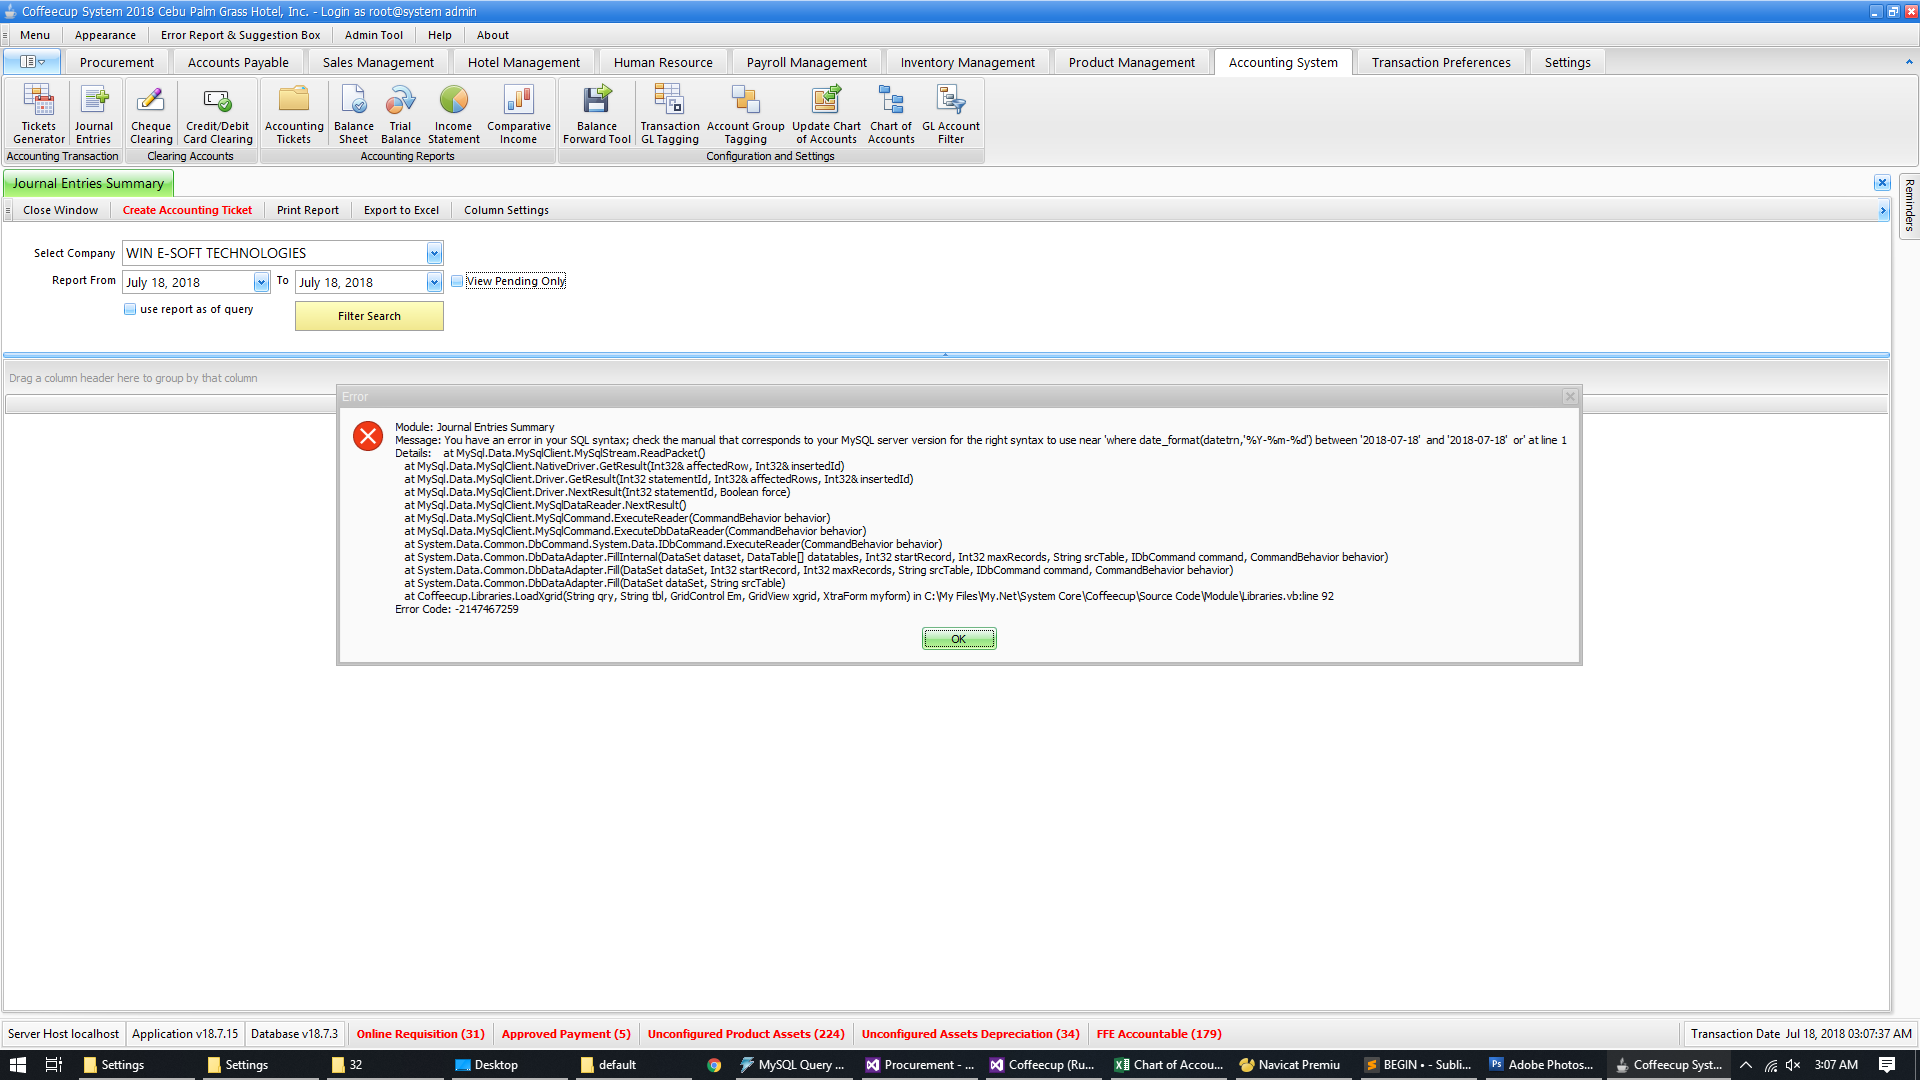 Coffeecup System 2018 Cebu Palm Grass Hotel, Inc. - Login as root@system admin
Menu Appearance Error Report & Suggestion Box Admin Tool Help About
Procurement Accounts Payable Sales Management Hotel Management Human Resource Payroll Management Inventory Management Product Management Accounting System Transaction Preferences Settings
Tickets Generator Journal Entries Cheque Clearing Credit/Debit Card Clearing Accounting Tickets Balance Sheet Trial Balance Income Statement Comparative Income Balance Forward Tool Transaction GL Tagging Account Group Tagging Update Chart of Accounts Chart of Accounts GL Account Filter
Accounting Transaction Clearing Accounts Accounting Reports Configuration and Settings
Journal Entries Summary
Reminders
Close Window Create Accounting Ticket Print Report Export to Excel Column Settings
Select Company WIN E-SOFT TECHNOLOGIES
Report From July 18, 2018 To July 18, 2018 View Pending Only
use report as of query Filter Search
Drag a column header here to group by that column
Error
Module: Journal Entries Summary
Message: You have an error in your SQL syntax; check the manual that corresponds to your MySQL server version for the right syntax to use near 'where date_format(datetrn,'%Y-%m-%d') between '2018-07-18' and '2018-07-18' or' at line 1
Details: at MySql.Data.MySqlClient.MySqlStream.ReadPacket()
at MySql.Data.MySqlClient.NativeDriver.GetResult(Int32& affectedRow, Int32& insertedId)
at MySql.Data.MySqlClient.Driver.GetResult(Int32 statementId, Int32& affectedRows, Int32& insertedId)
at MySql.Data.MySqlClient.Driver.NextResult(Int32 statementId, Boolean force)
at MySql.Data.MySqlClient.MySqlDataReader.NextResult()
at MySql.Data.MySqlClient.MySqlCommand.ExecuteReader(CommandBehavior behavior)
at MySql.Data.MySqlClient.MySqlCommand.ExecuteDbDataReader(CommandBehavior behavior)
at System.Data.Common.DbCommand.System.Data.IDbCommand.ExecuteReader(CommandBehavior behavior)
at System.Data.Common.DbDataAdapter.FillInternal(DataSet dataset, DataTable[] datatables, Int32 startRecord, Int32 maxRecords, String srcTable, IDbCommand command, CommandBehavior behavior)
at System.Data.Common.DbDataAdapter.Fill(DataSet dataSet, Int32 startRecord, Int32 maxRecords, String srcTable, IDbCommand command, CommandBehavior behavior)
at System.Data.Common.DbDataAdapter.Fill(DataSet dataSet, String srcTable)
at Coffeecup.Libraries.LoadXgrid(String qry, String tbl, GridControl Em, GridView xgrid, XtraForm myform) in C:\My Files\My.Net\System Core\Coffeecup\Source Code\Module\Libraries.vb:line 92
Error Code: -2147467259
OK
Server Host localhost Application v18.7.15 Database v18.7.3 Online Requisition (31) Approved Payment (5) Unconfigured Product Assets (224) Unconfigured Assets Depreciation (34) FFE Accountable (179) Transaction Date Jul 18, 2018 03:07:37 AM
Settings Settings 32 Desktop default MySQL Query ... Procurement - ... Coffeecup (Ru... Chart of Accou... Navicat Premiu BEGIN • - Subli... Adobe Photos... Coffeecup Syst... 3:07 AM